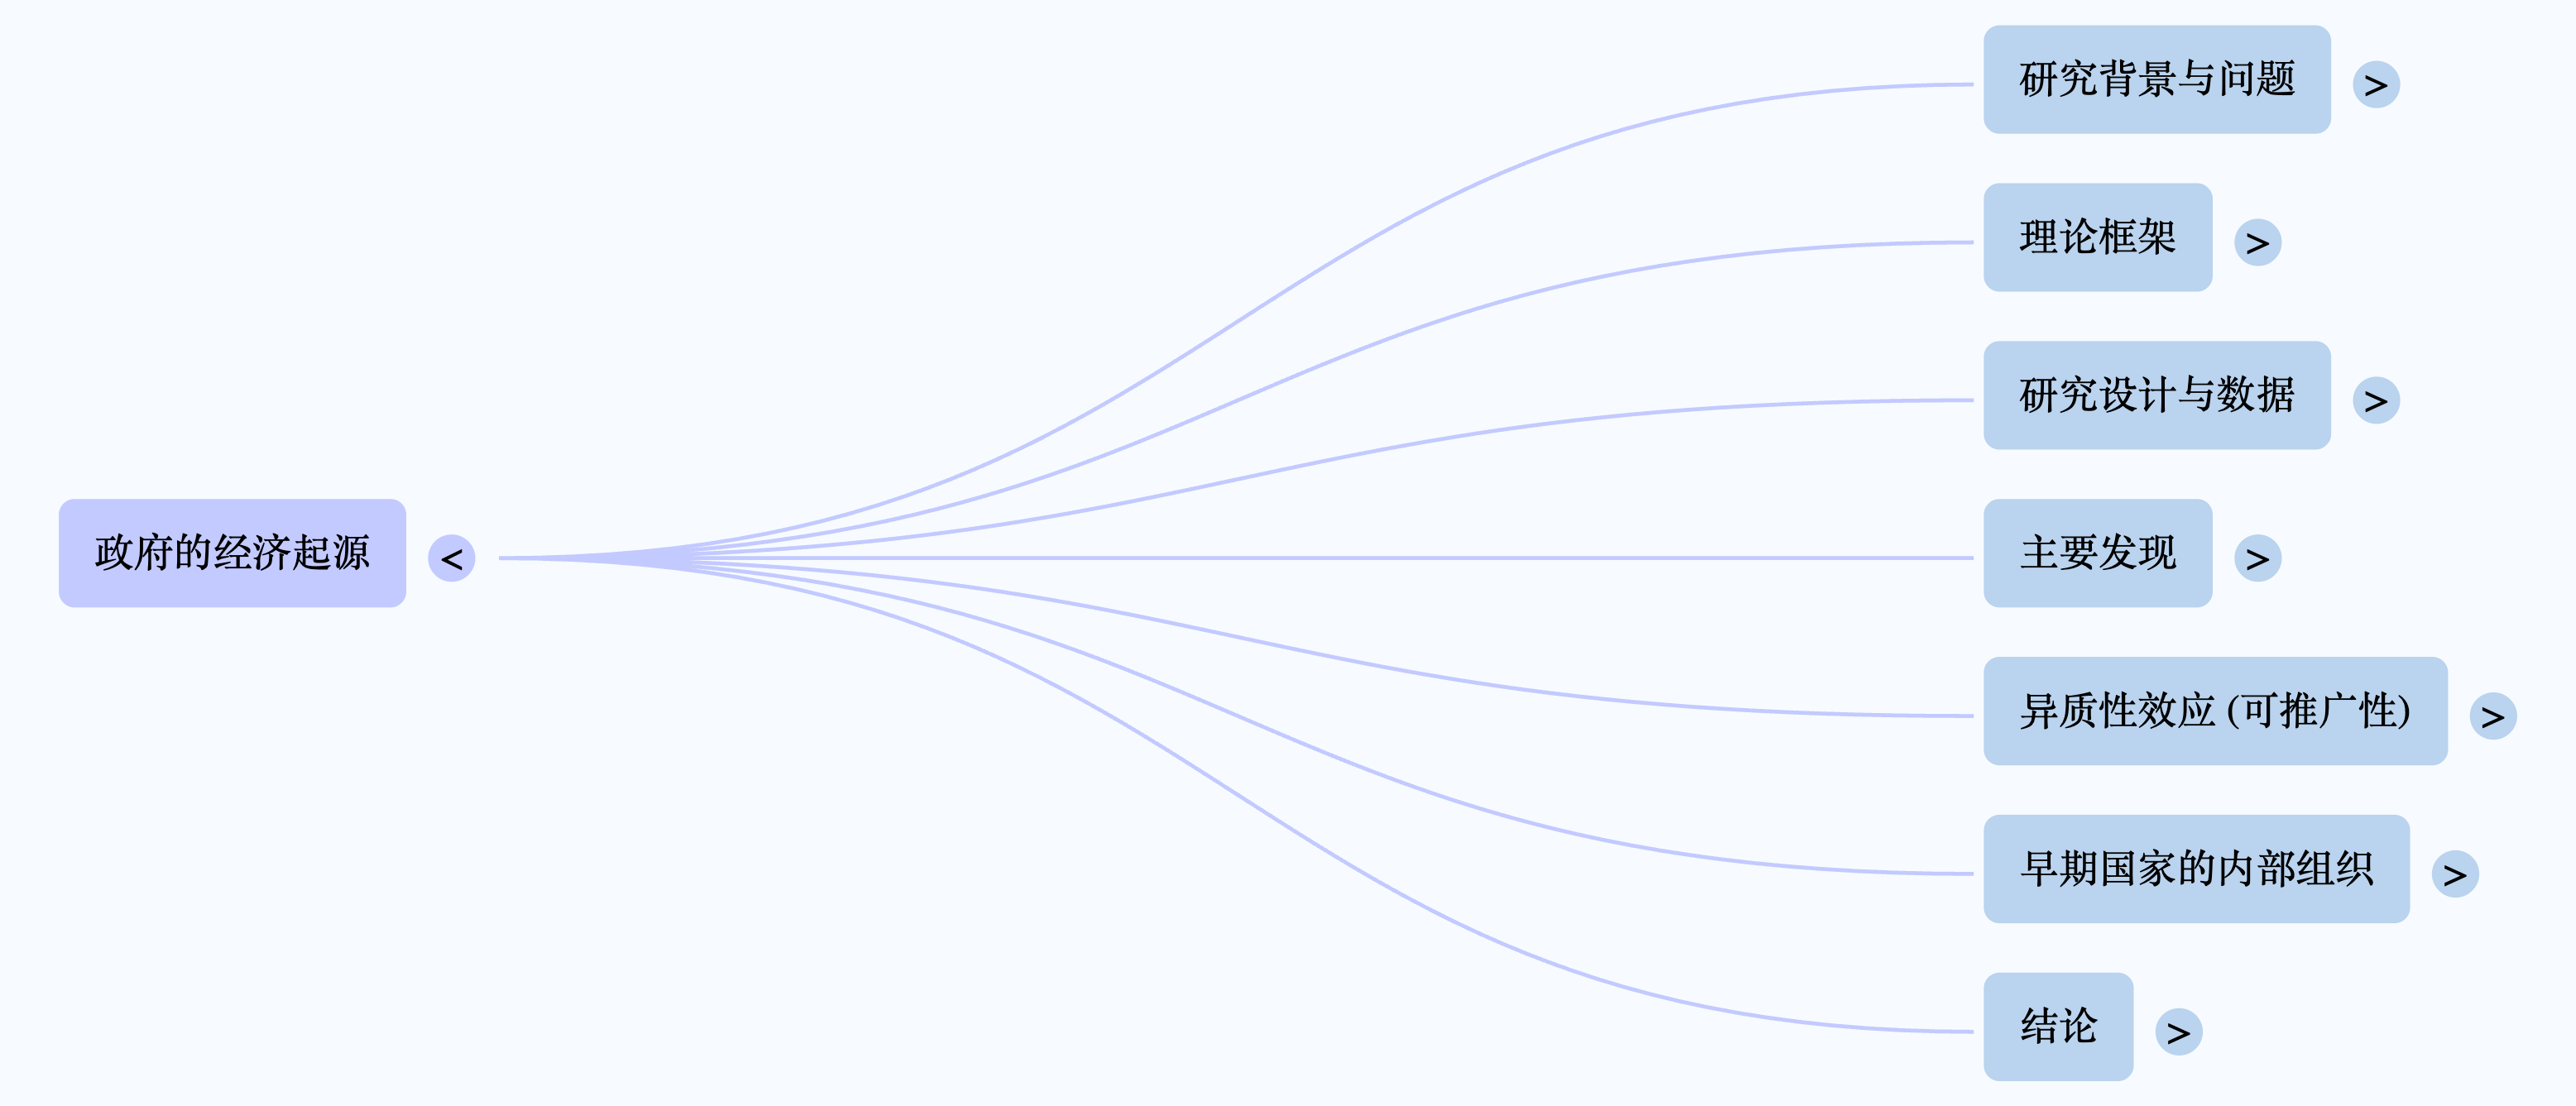 政府的经济起源
<
研究背景与问题
>
理论框架
>
研究设计与数据
>
主要发现
>
异质性效应 (可推广性)
>
早期国家的内部组织
>
结论
>